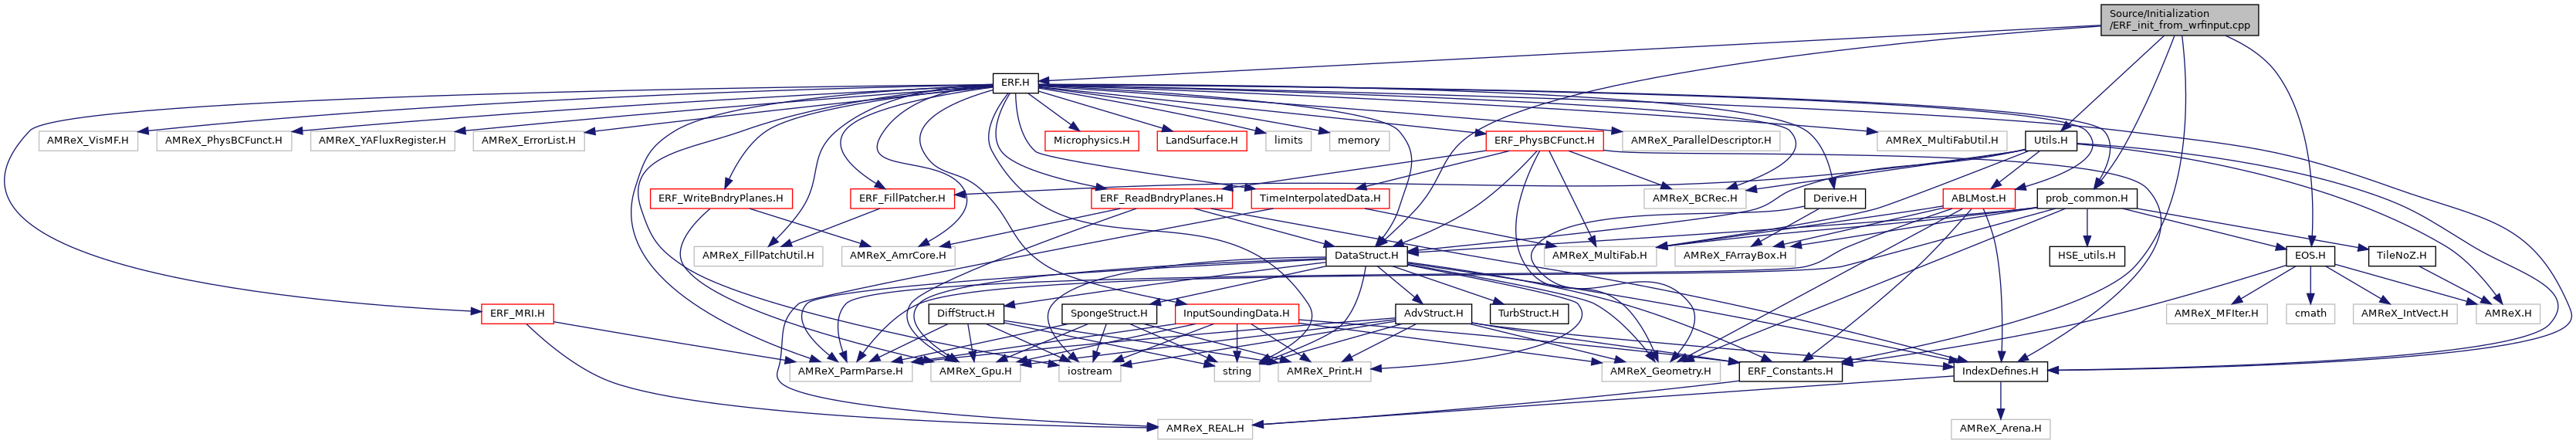 Source/Initialization
/ERF_init_from_wrfinput.cpp
ERF.H
AMReX_VisMF.H
AMReX_PhysBCFunct.H
AMReX_YAFluxRegister.H
AMReX_ErrorList.H
Microphysics.H
LandSurface.H
limits
memory
ERF_PhysBCFunct.H
AMReX_ParallelDescriptor.H
AMReX_MultiFabUtil.H
Utils.H
ERF_WriteBndryPlanes.H
ERF_FillPatcher.H
ERF_ReadBndryPlanes.H
TimeInterpolatedData.H
AMReX_BCRec.H
Derive.H
ABLMost.H
prob_common.H
AMReX_FillPatchUtil.H
AMReX_AmrCore.H
DataStruct.H
AMReX_MultiFab.H
AMReX_FArrayBox.H
HSE_utils.H
EOS.H
TileNoZ.H
ERF_MRI.H
DiffStruct.H
SpongeStruct.H
InputSoundingData.H
AdvStruct.H
TurbStruct.H
AMReX_MFIter.H
cmath
AMReX_IntVect.H
AMReX.H
AMReX_ParmParse.H
AMReX_Gpu.H
iostream
string
AMReX_Print.H
AMReX_Geometry.H
ERF_Constants.H
IndexDefines.H
AMReX_REAL.H
AMReX_Arena.H